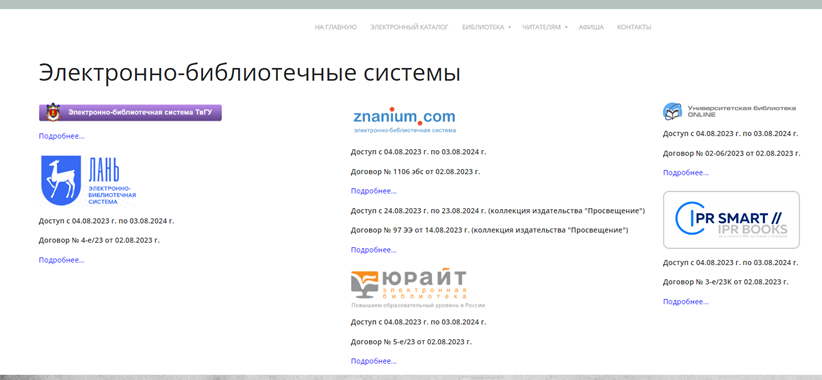 НА ГЛАВНУЮ ЭЛЕКТРОННЫЙ КАТАЛОГ БИБЛИОТЕКА ЧИТАТЕЛЯМ АФИША КОНТАКТЫ
Электронно-библиотечные системы
Электронно-библиотечная система ТвГУ
Подробнее...
ЛАНЬ
ЭЛЕКТРОННО-
БИБЛИОТЕЧНАЯ
СИСТЕМА
Доступ с 04.08.2023 г. по 03.08.2024 г.
Договор № 4-е/23 от 02.08.2023 г.
Подробнее...
znanium.com
электронно-библиотечная система
Доступ с 04.08.2023 г. по 03.08.2024 г.
Договор № 1106 эбс от 02.08.2023 г.
Подробнее...
Доступ с 24.08.2023 г. по 23.08.2024 г. (коллекция издательства "Просвещение")
Договор № 97 ЭЭ от 14.08.2023 г. (коллекция издательства "Просвещение")
Подробнее...
юрайт
электронная
библиотека
Повышаем образовательный уровень в России
Доступ с 04.08.2023 г. по 03.08.2024 г.
Договор № 5-е/23 от 02.08.2023 г.
Подробнее...
Университетская библиотека
ONLINE
Доступ с 04.08.2023 г. по 03.08.2024 г.
Договор № 02-06/2023 от 02.08.2023 г.
Подробнее...
IPR SMART //
IPR BOOKS
Доступ с 04.08.2023 г. по 03.08.2024 г.
Договор № 3-е/23К от 02.08.2023 г.
Подробнее...